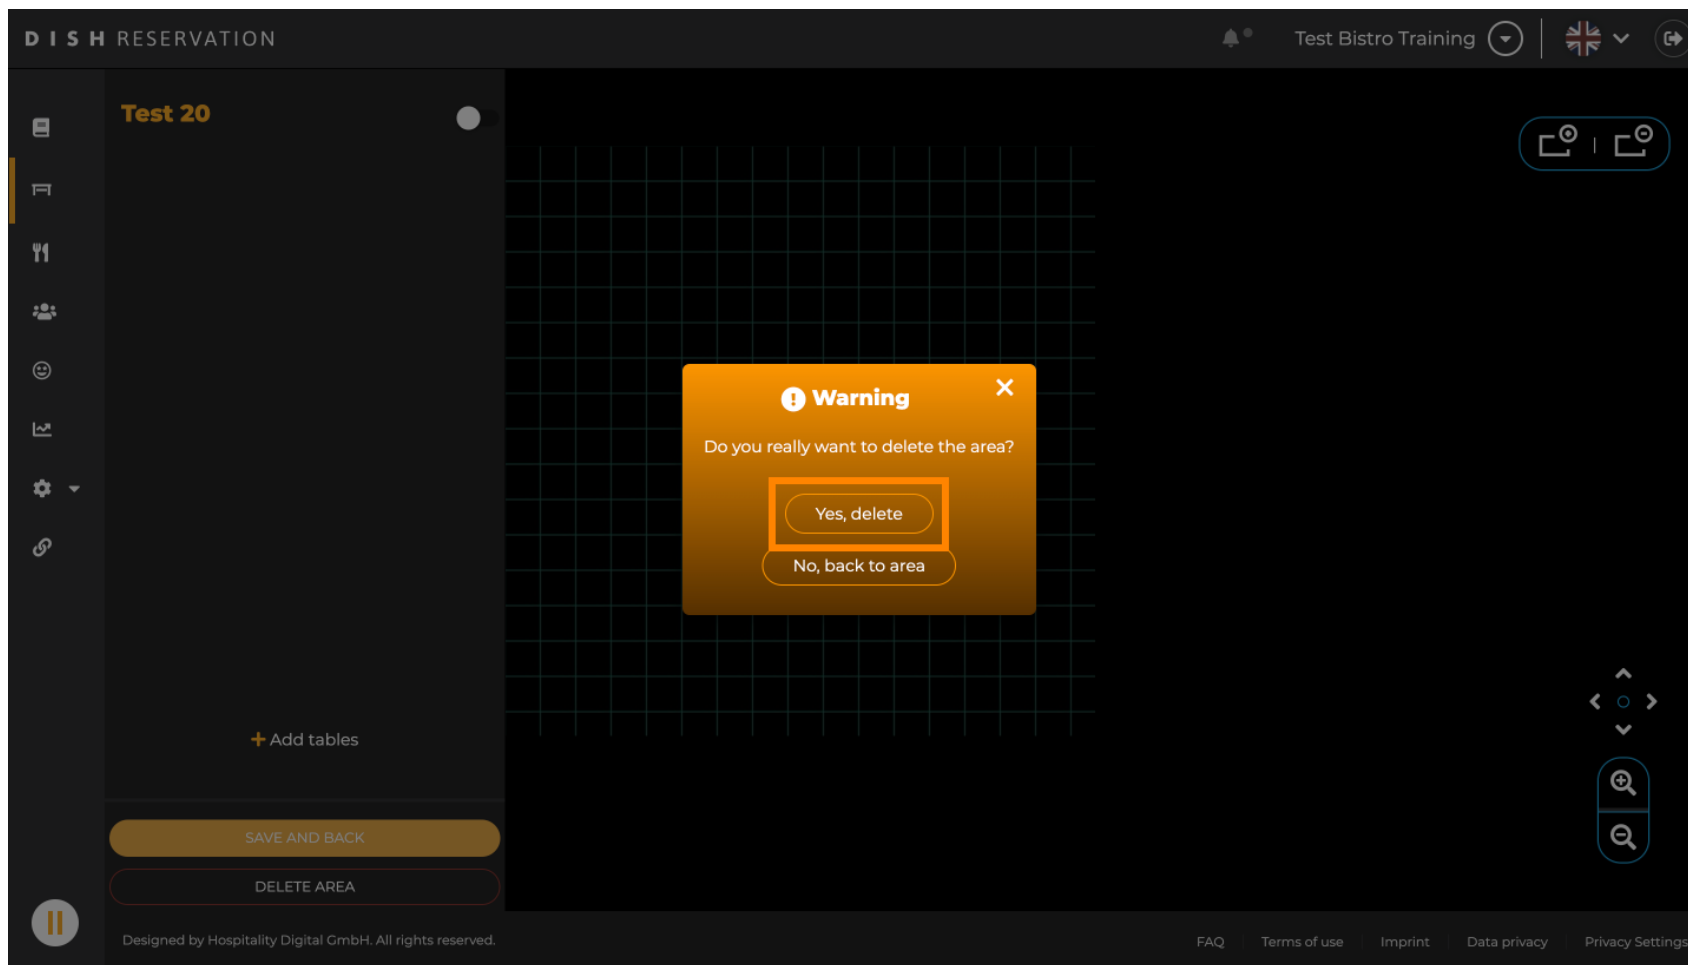 DISH RESERVATION
Test Bistro Training
Test 20
Warning
Do you really want to delete the area?
Yes, delete
No, back to area
Add tables
SAVE AND BACK
DELETE AREA
Designed by Hospitality Digital GmbH. All rights reserved.
FAQ Terms of use Imprint Data privacy Privacy Settings